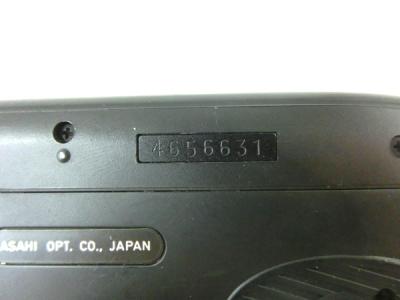 4656631
ASAHI OPT. CO., JAPAN